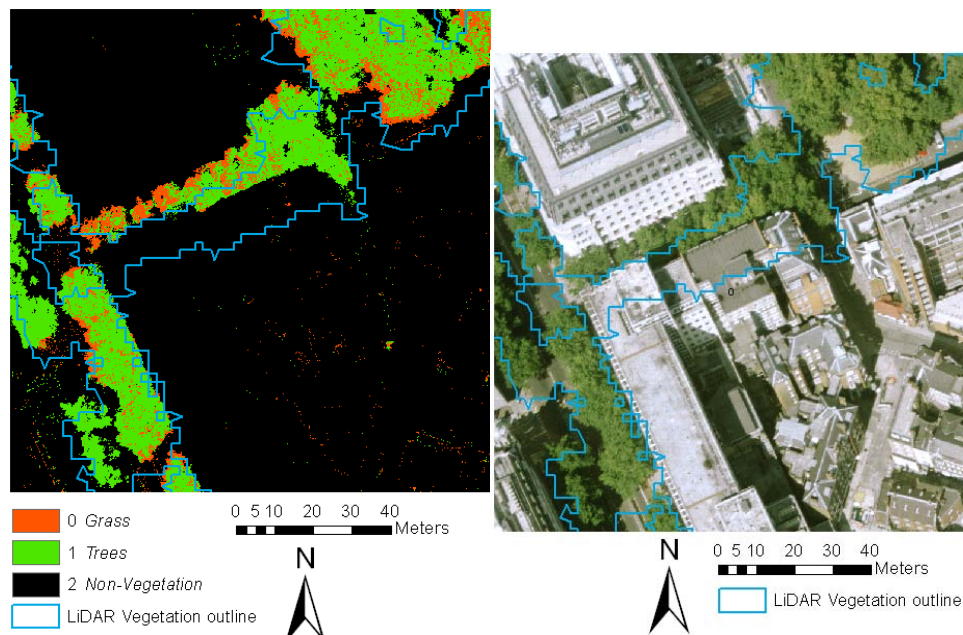 0 Grass
1 Trees
2 Non-Vegetation
LiDAR Vegetation outline
0 5 10 20 30 40
Meters
N
0
0 5 10 20 30 40
Meters
N
LiDAR Vegetation outline